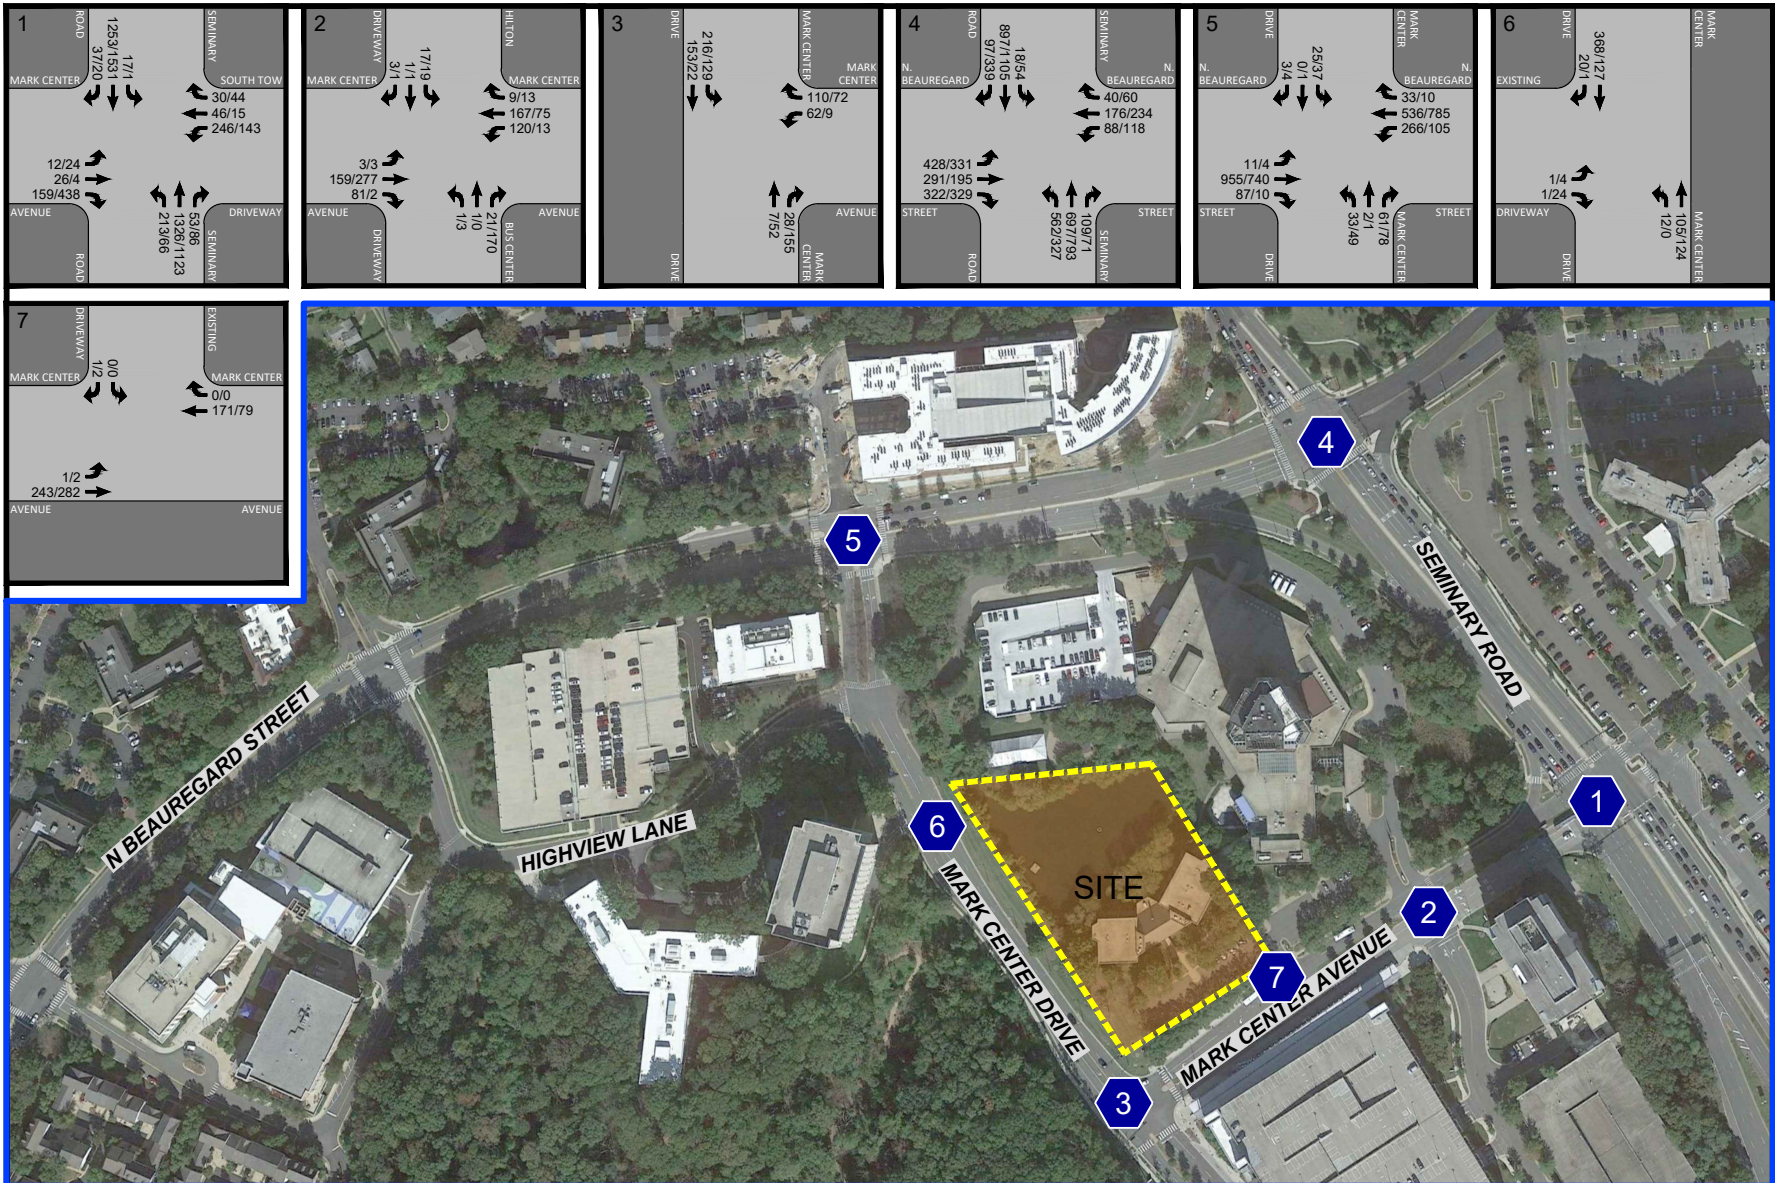 1
ROAD
37/20
1253/1531
17/1
SEMINARY
MARK CENTER
SOUTH TOW
30/44
46/15
246/143
12/24
26/4
159/438
213/66
1326/1123
53/86
AVENUE
DRIVEWAY
ROAD
SEMINARY
2
DRIVEWAY
3/1
1/1
17/19
HILTON
MARK CENTER
MARK CENTER
9/13
167/75
120/13
3/3
159/277
81/2
1/3
1/0
21/170
AVENUE
AVENUE
DRIVEWAY
BUS CENTER
3
DRIVE
153/22
216/129
MARK CENTER
MARK
CENTER
110/72
62/9
7/52
28/155
AVENUE
DRIVE
MARK
CENTER
4
ROAD
97/339
897/1105
18/54
SEMINARY
N.
BEAUREGARD
N.
BEAUREGARD
40/60
176/234
88/118
428/331
291/195
322/329
562/327
697/793
109/71
STREET
STREET
ROAD
SEMINARY
5
DRIVE
3/4
0/1
25/37
MARK
CENTER
N.
BEAUREGARD
N.
BEAUREGARD
33/10
536/785
266/105
11/4
955/740
87/10
33/49
2/1
61/78
STREET
STREET
DRIVE
MARK CENTER
6
DRIVE
20/1
368/127
MARK
CENTER
EXISTING
1/4
1/24
12/0
105/124
DRIVEWAY
DRIVE
MARK CENTER
7
DRIVEWAY
1/2
0/0
EXISTING
MARK CENTER
MARK CENTER
0/0
171/79
1/2
243/282
AVENUE
AVENUE
4
5
SEMINARY ROAD
N BEAUREGARD STREET
1
6
HIGHVIEW LANE
SITE
MARK CENTER DRIVE
2
7
MARK CENTER AVENUE
3